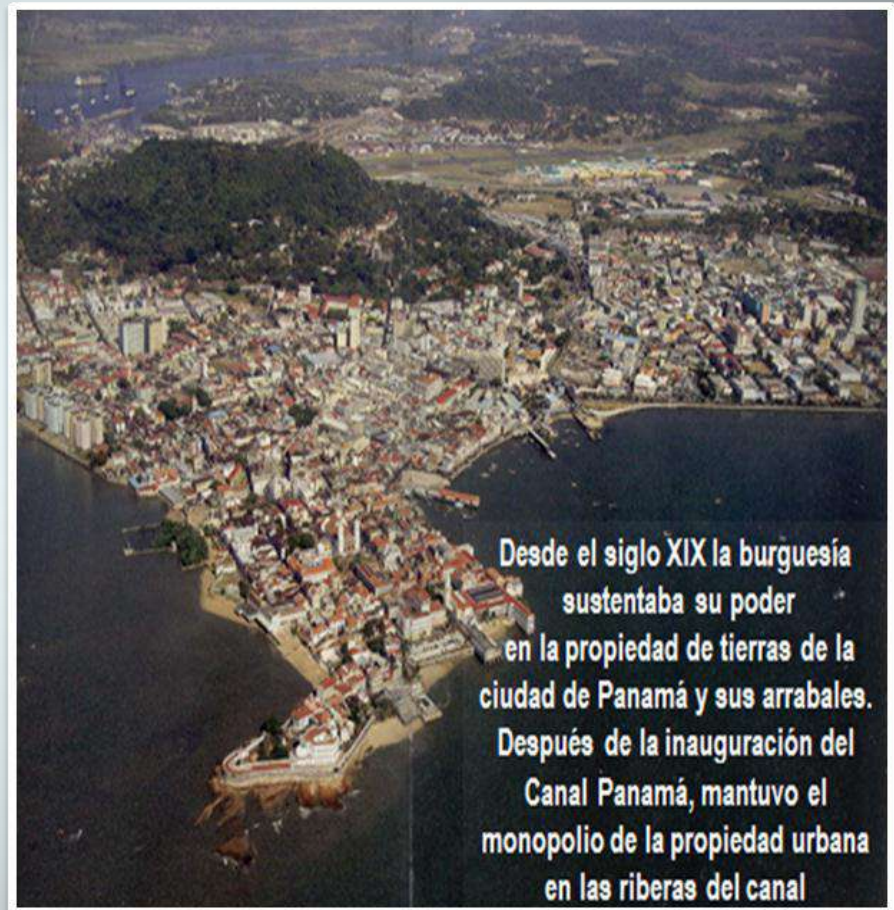 Desde el siglo XIX la burguesía
sustentaba su poder
en la propiedad de tierras de la
ciudad de Panamá y sus arrabales.
Después de la inauguración del
Canal Panamá, mantuvo el
monopolio de la propiedad urbana
en las riberas del canal